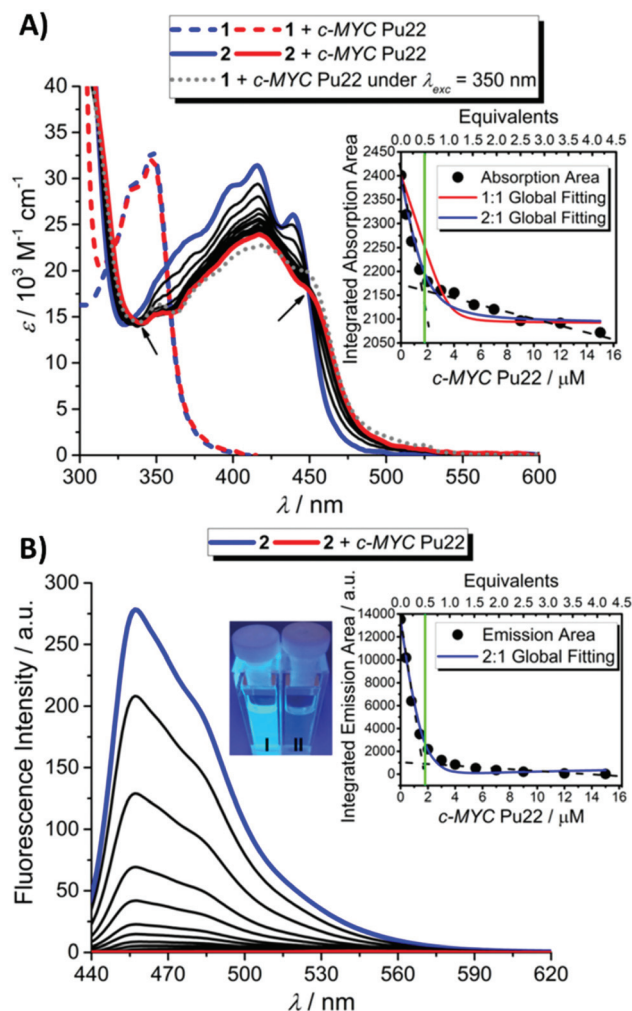 A)
1 1 + c-MYC Pu22
2 2 + c-MYC Pu22
1 + c-MYC Pu22 under λexc = 350 nm
ε / 10³ M⁻¹ cm⁻¹
40
35
30
25
20
15
10
5
0
300 350 400 450 500 550 600
λ / nm
Equivalents
0.0 0.5 1.0 1.5 2.0 2.5 3.0 3.5 4.0 4.5
Integrated Absorption Area
2450
2400
2350
2300
2250
2200
2150
2100
2050
Absorption Area
1:1 Global Fitting
2:1 Global Fitting
0 2 4 6 8 10 12 14 16
c-MYC Pu22 / μM
B)
2 2 + c-MYC Pu22
Fluorescence Intensity / a.u.
300
250
200
150
100
50
0
440 470 500 530 560 590 620
λ / nm
I II
Equivalents
0.0 0.5 1.0 1.5 2.0 2.5 3.0 3.5 4.0 4.5
Integrated Emission Area / a.u.
14000
12000
10000
8000
6000
4000
2000
0
Emission Area
2:1 Global Fitting
0 2 4 6 8 10 12 14 16
c-MYC Pu22 / μM